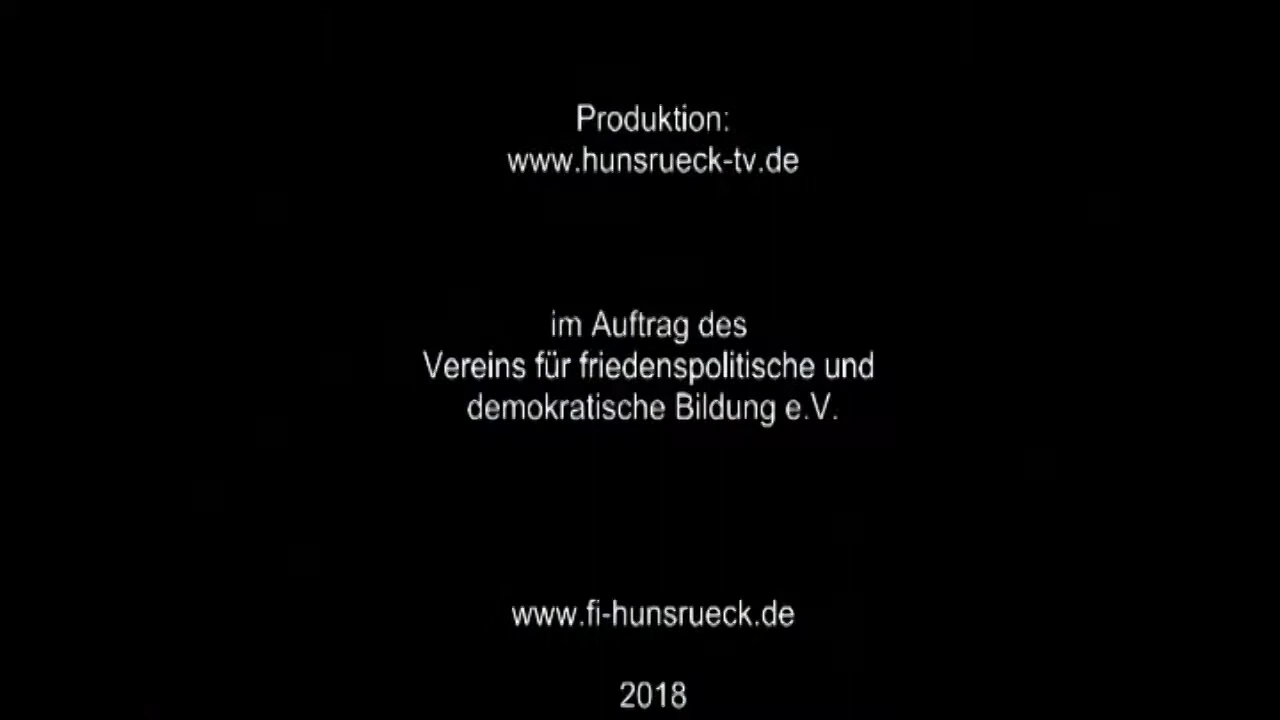 Produktion:
www.hunsrueck-tv.de
im Auftrag des
Vereins für friedenspolitische und
demokratische Bildung e.V.
www.fi-hunsrueck.de
2018